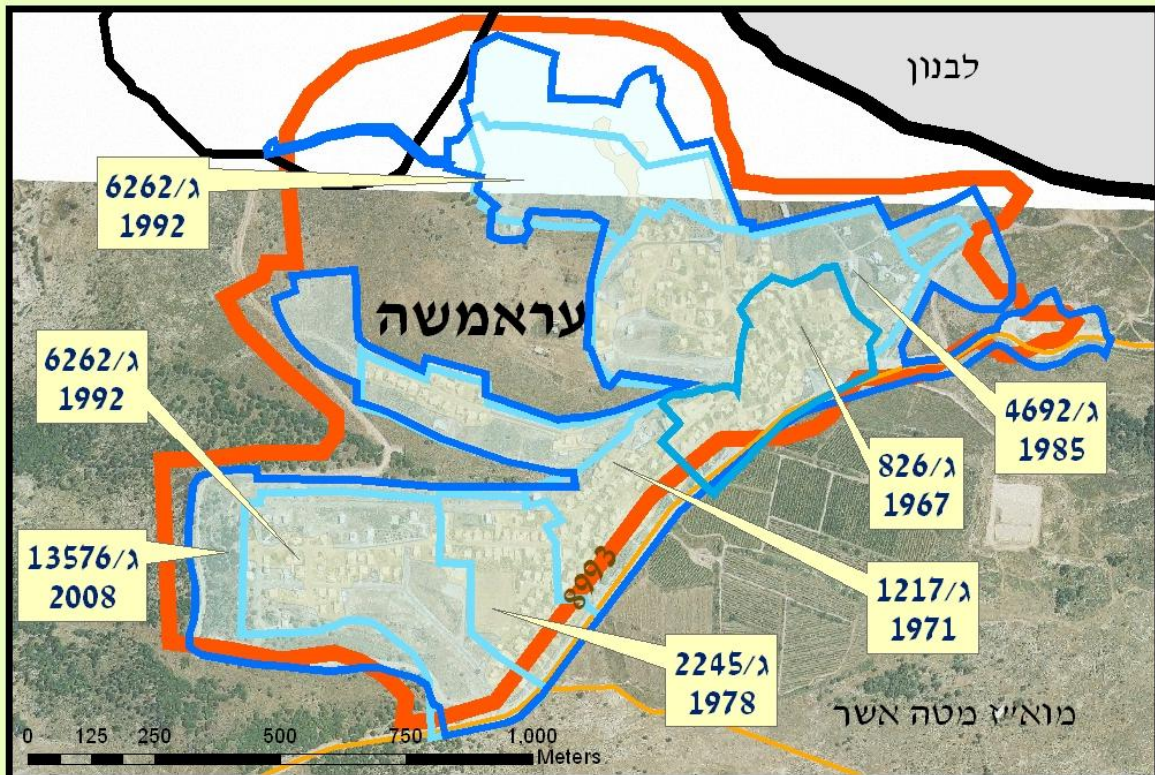 לבנון
ג/6262
1992
עראמשה
ג/6262
1992
ג/4692
1985
ג/826
1967
ג/13576
2008
8993
ג/1217
1971
ג/2245
1978
מוא״ז מטה אשר
0 125 250 500 750 1,000
Meters